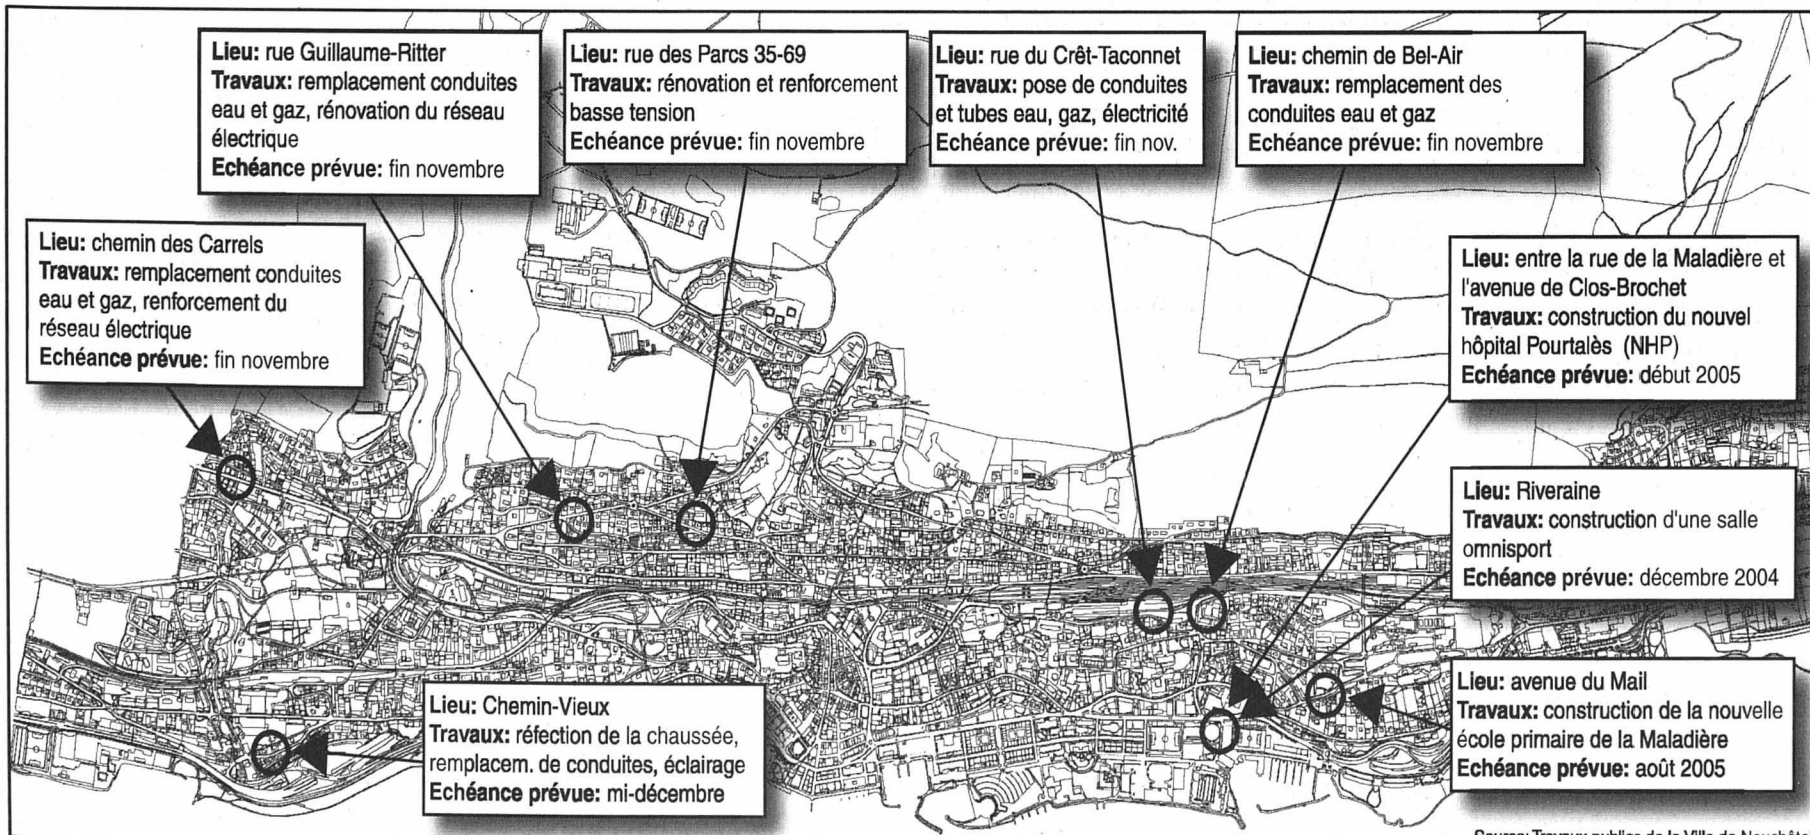 Lieu: rue Guillaume-Ritter
Travaux: remplacement conduites
eau et gaz, rénovation du réseau
électrique
Echéance prévue: fin novembre
Lieu: rue des Parcs 35-69
Travaux: rénovation et renforcement
basse tension
Echéance prévue: fin novembre
Lieu: rue du Crêt-Taconnet
Travaux: pose de conduites
et tubes eau, gaz, électricité
Echéance prévue: fin nov.
Lieu: chemin de Bel-Air
Travaux: remplacement des
conduites eau et gaz
Echéance prévue: fin novembre
Lieu: chemin des Carrels
Travaux: remplacement conduites
eau et gaz, renforcement du
réseau électrique
Echéance prévue: fin novembre
Lieu: entre la rue de la Maladière et
l'avenue de Clos-Brochet
Travaux: construction du nouvel
hôpital Pourtalès (NHP)
Echéance prévue: début 2005
Lieu: Riveraine
Travaux: construction d'une salle
omnisport
Echéance prévue: décembre 2004
Lieu: Chemin-Vieux
Travaux: réfection de la chaussée,
remplacem. de conduites, éclairage
Echéance prévue: mi-décembre
Lieu: avenue du Mail
Travaux: construction de la nouvelle
école primaire de la Maladière
Echéance prévue: août 2005
Source: Travaux publics de la Ville de Neuchâtel